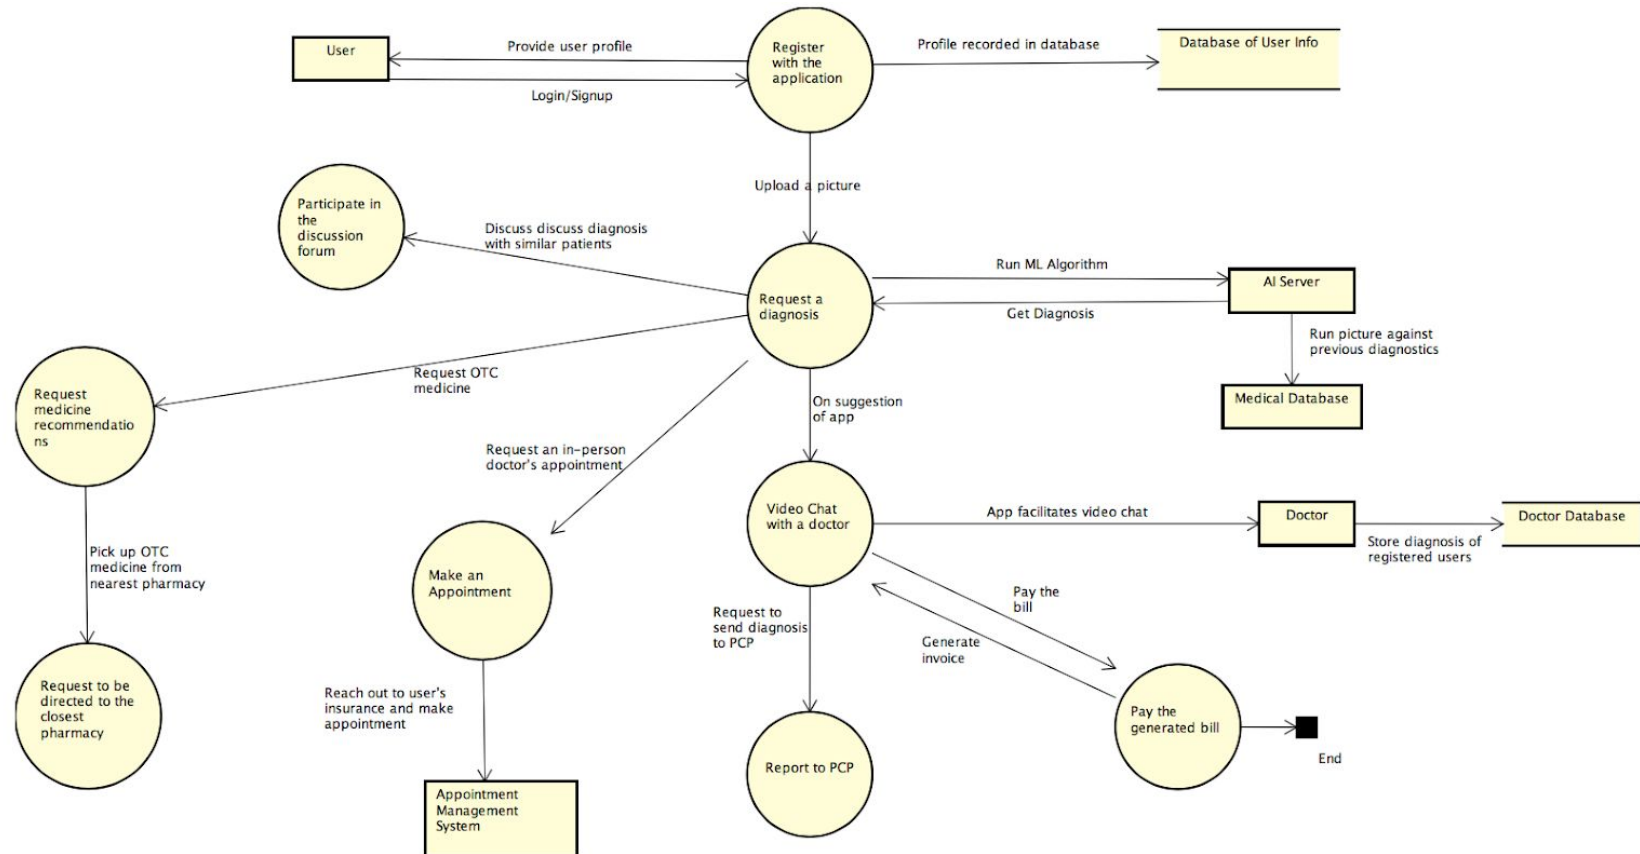 User
Provide user profile
Login/Signup
Register
with the
application
Profile recorded in database
Database of User Info
Upload a picture
Participate in
the
discussion
forum
Discuss discuss diagnosis
with similar patients
Request a
diagnosis
Run ML Algorithm
Get Diagnosis
AI Server
Run picture against
previous diagnostics
Medical Database
Request OTC
medicine
Request
medicine
recommendatio
ns
On suggestion
of app
Request an in-person
doctor's appointment
Video Chat
with a doctor
App facilitates video chat
Doctor
Store diagnosis of
registered users
Doctor Database
Pick up OTC
medicine from
nearest pharmacy
Make an
Appointment
Request to
send diagnosis
to PCP
Pay the
bill
Generate
invoice
Request to be
directed to the
closest
pharmacy
Reach out to user's
insurance and make
appointment
Pay the
generated bill
End
Report to PCP
Appointment
Management
System